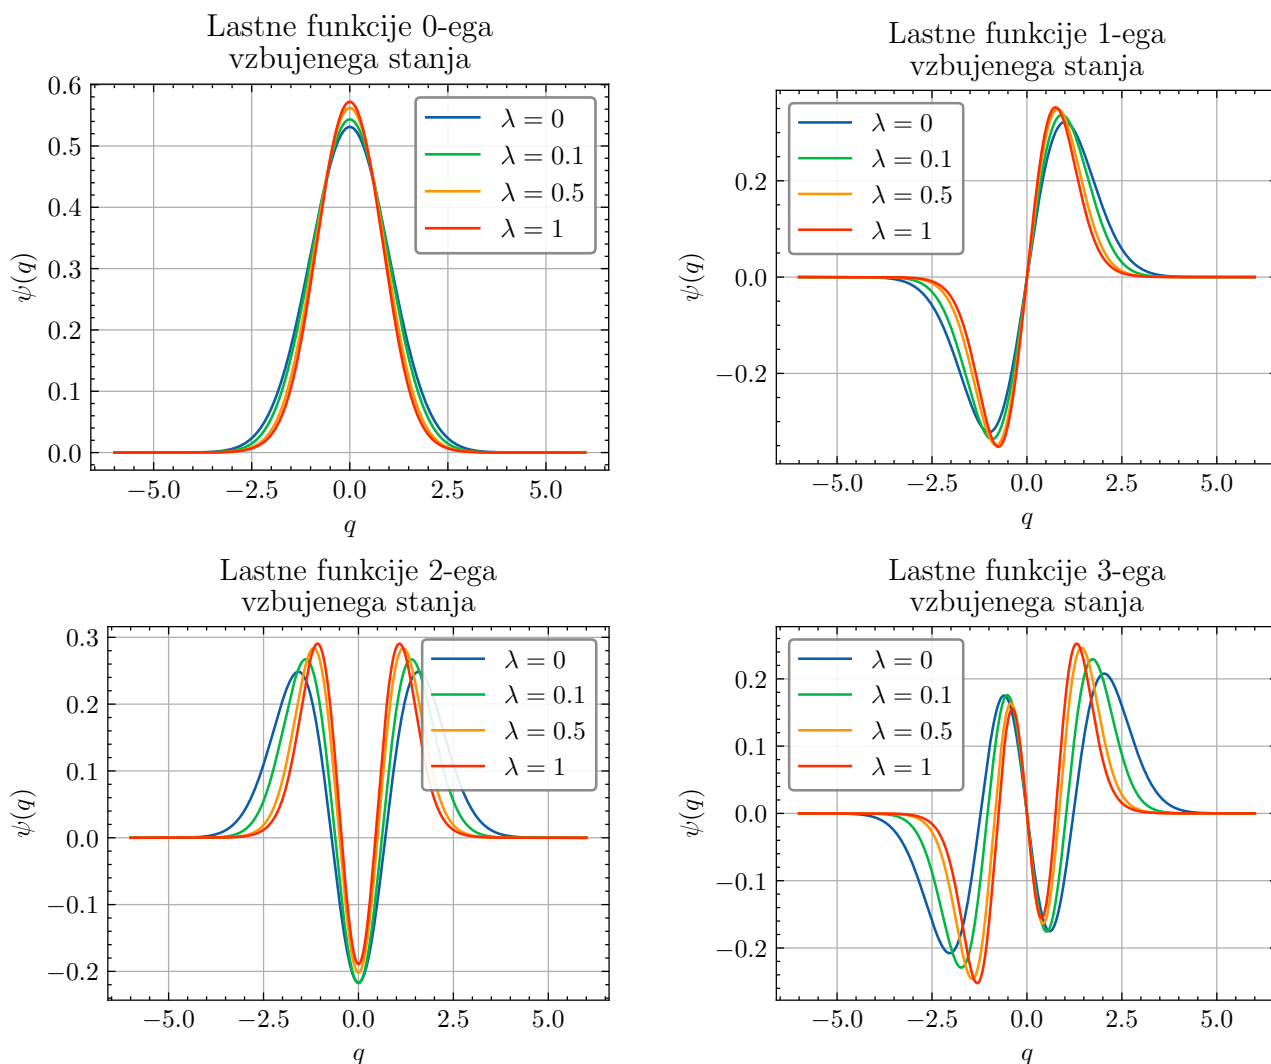 Lastne funkcije 0-ega
vzbujenega stanja
0.6
0.5
0.4
0.3
0.2
0.1
0.0
ψ(q)
λ = 0
λ = 0.1
λ = 0.5
λ = 1
−5.0 −2.5 0.0 2.5 5.0
q
Lastne funkcije 1-ega
vzbujenega stanja
0.2
0.0
−0.2
ψ(q)
λ = 0
λ = 0.1
λ = 0.5
λ = 1
−5.0 −2.5 0.0 2.5 5.0
q
Lastne funkcije 2-ega
vzbujenega stanja
0.3
0.2
0.1
0.0
−0.1
−0.2
ψ(q)
λ = 0
λ = 0.1
λ = 0.5
λ = 1
−5.0 −2.5 0.0 2.5 5.0
q
Lastne funkcije 3-ega
vzbujenega stanja
0.2
0.1
0.0
−0.1
−0.2
ψ(q)
λ = 0
λ = 0.1
λ = 0.5
λ = 1
−5.0 −2.5 0.0 2.5 5.0
q